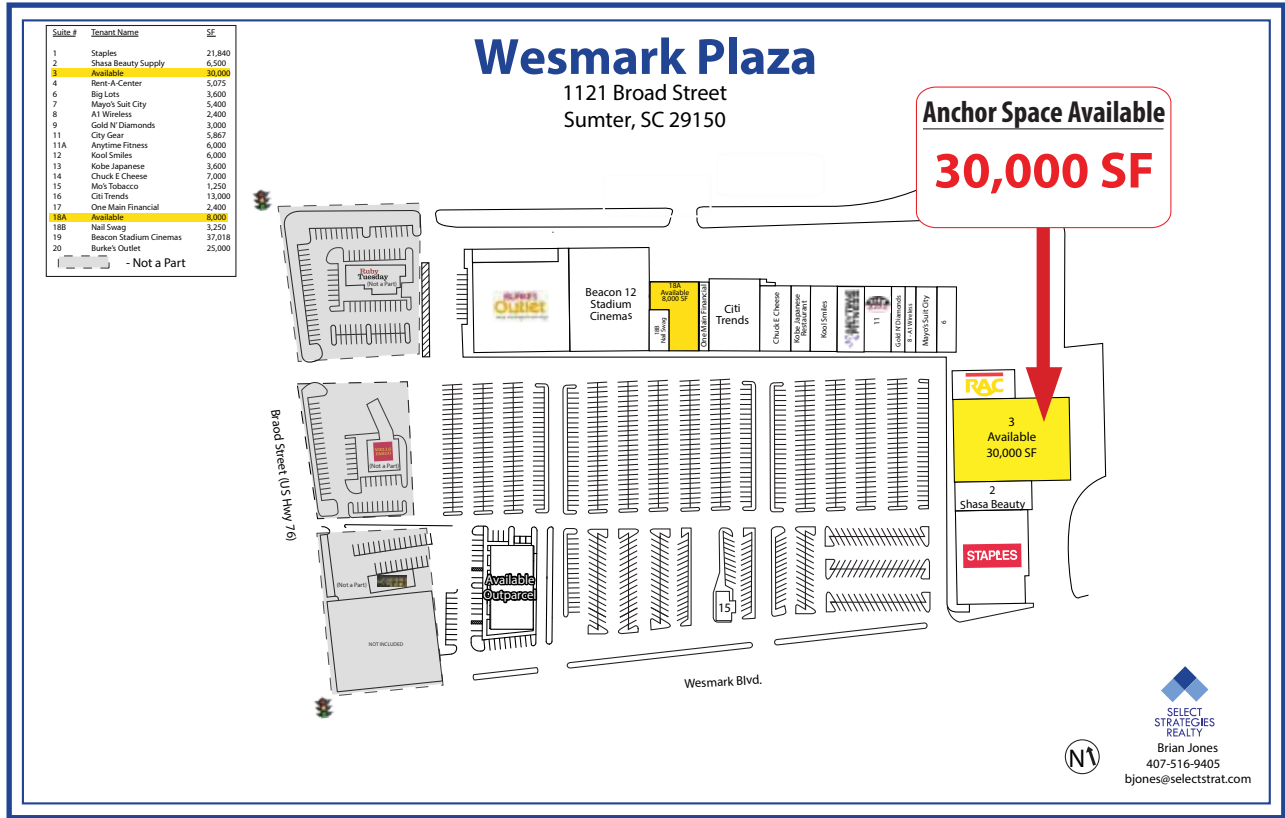 Suite # Tenant Name SF
1 Staples 21,840
2 Shasa Beauty Supply 6,500
3 Available 30,000
4 Rent-A-Center 5,075
6 Big Lots 3,600
7 Mayo's Suit City 5,400
8 A1 Wireless 2,400
9 Gold N' Diamonds 3,000
11 City Gear 5,867
11A Anytime Fitness 6,000
12 Kool Smiles 6,000
13 Kobe Japanese 3,600
14 Chuck E Cheese 7,000
15 Mo's Tobacco 1,250
16 Citi Trends 13,000
17 One Main Financial 2,400
18A Available 8,000
18B Nail Swag 3,250
19 Beacon Stadium Cinemas 37,018
20 Burke's Outlet 25,000
- Not a Part
Wesmark Plaza
1121 Broad Street
Sumter, SC 29150
Anchor Space Available
30,000 SF
Ruby
Tuesday
(Not a Part)
Outlet
Beacon 12
Stadium
Cinemas
18A
Available
8,000 SF
18B
Nail Swag
One Main Financial
Citi
Trends
Chuck E Cheese
Kobe Japanese
Restaurant
Kool Smiles
11
Gold N' Diamonds
8 - A1 Wireless
Mayo's Suit City
6
RAC
3
Available
30,000 SF
2
Shasa Beauty
STAPLES
Braod Street (US Hwy 76)
(Not a Part)
(Not a Part)
NOT INCLUDED
Available
Outparcel
15
Wesmark Blvd.
N
SELECT
STRATEGIES
REALTY
Brian Jones
407-516-9405
bjones@selectstrat.com